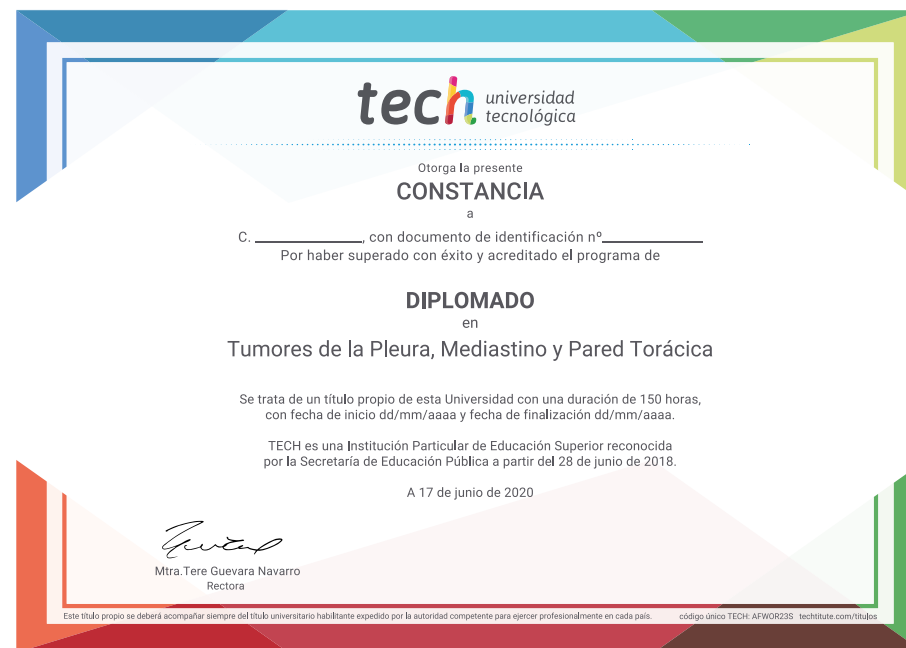 tech universidad
tecnológica
Otorga la presente
CONSTANCIA
a
C. ____________, con documento de identificación nº____________
Por haber superado con éxito y acreditado el programa de
DIPLOMADO
en
Tumores de la Pleura, Mediastino y Pared Torácica
Se trata de un título propio de esta Universidad con una duración de 150 horas,
con fecha de inicio dd/mm/aaaa y fecha de finalización dd/mm/aaaa.
TECH es una Institución Particular de Educación Superior reconocida
por la Secretaría de Educación Pública a partir del 28 de junio de 2018.
A 17 de junio de 2020
Mtra.Tere Guevara Navarro
Rectora
Este título propio se deberá acompañar siempre del título universitario habilitante expedido por la autoridad competente para ejercer profesionalmente en cada país. código único TECH: AFWOR23S techtitute.com/titulos